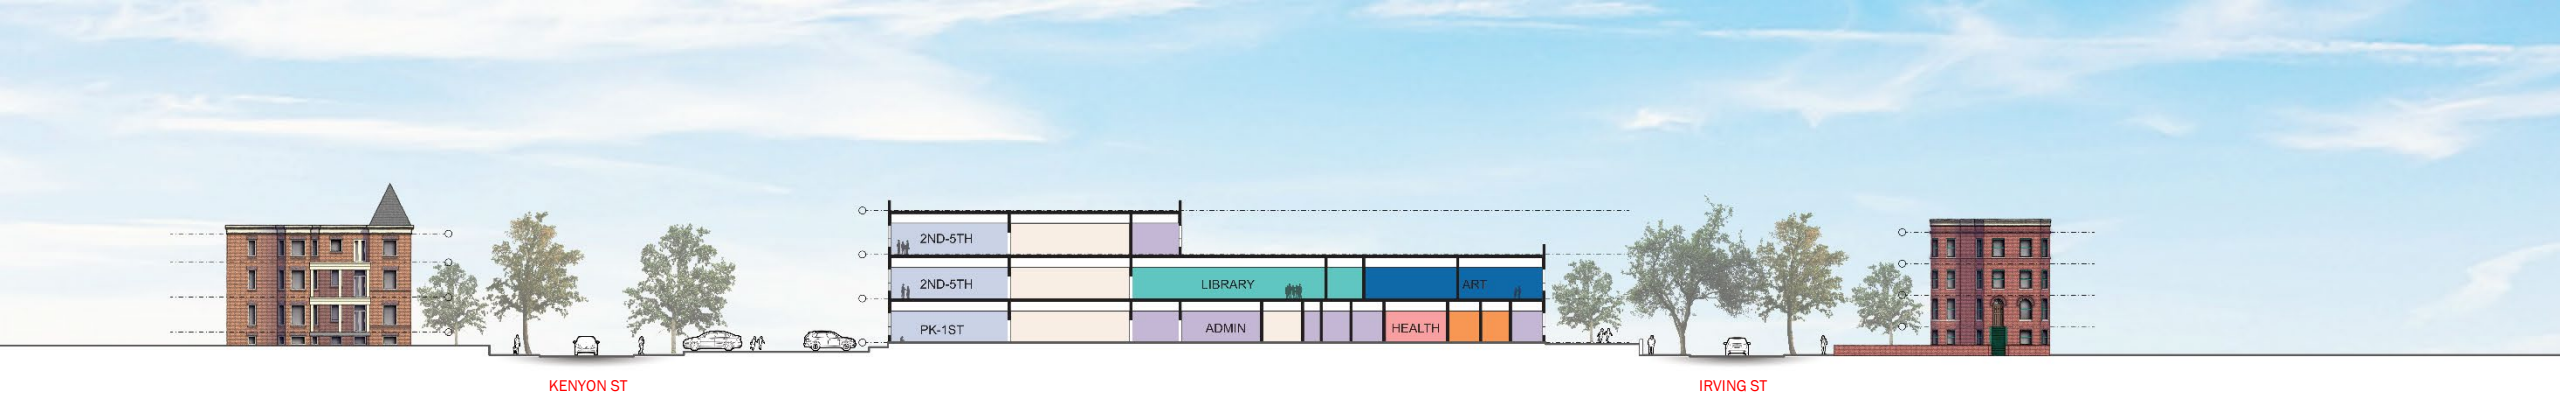 2ND-5TH
2ND-5TH
LIBRARY
ART
PK-1ST
ADMIN
HEALTH
KENYON ST
IRVING ST